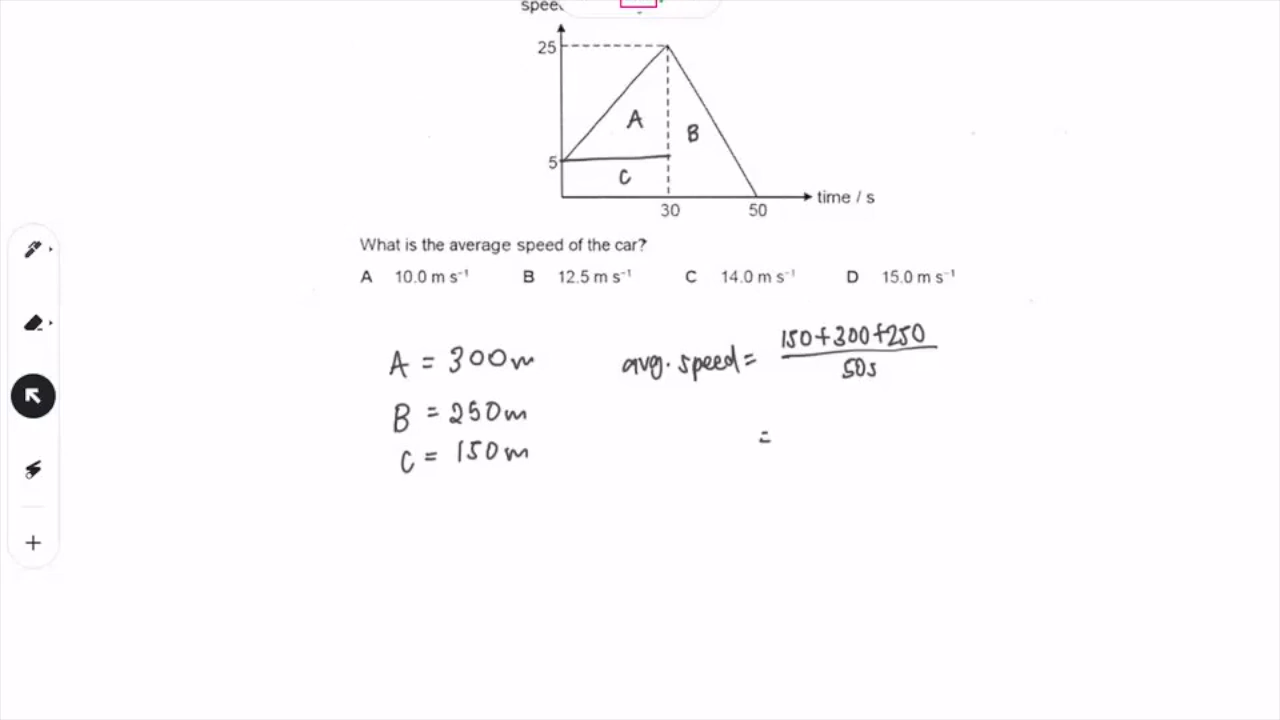 25
A
B
5
C
time / s
30
50
What is the average speed of the car?
A 10.0 m s⁻¹ B 12.5 m s⁻¹ C 14.0 m s⁻¹ D 15.0 m s⁻¹
A = 300m
avg. speed = 150+300+250
50s
B = 250m
=
C = 150m